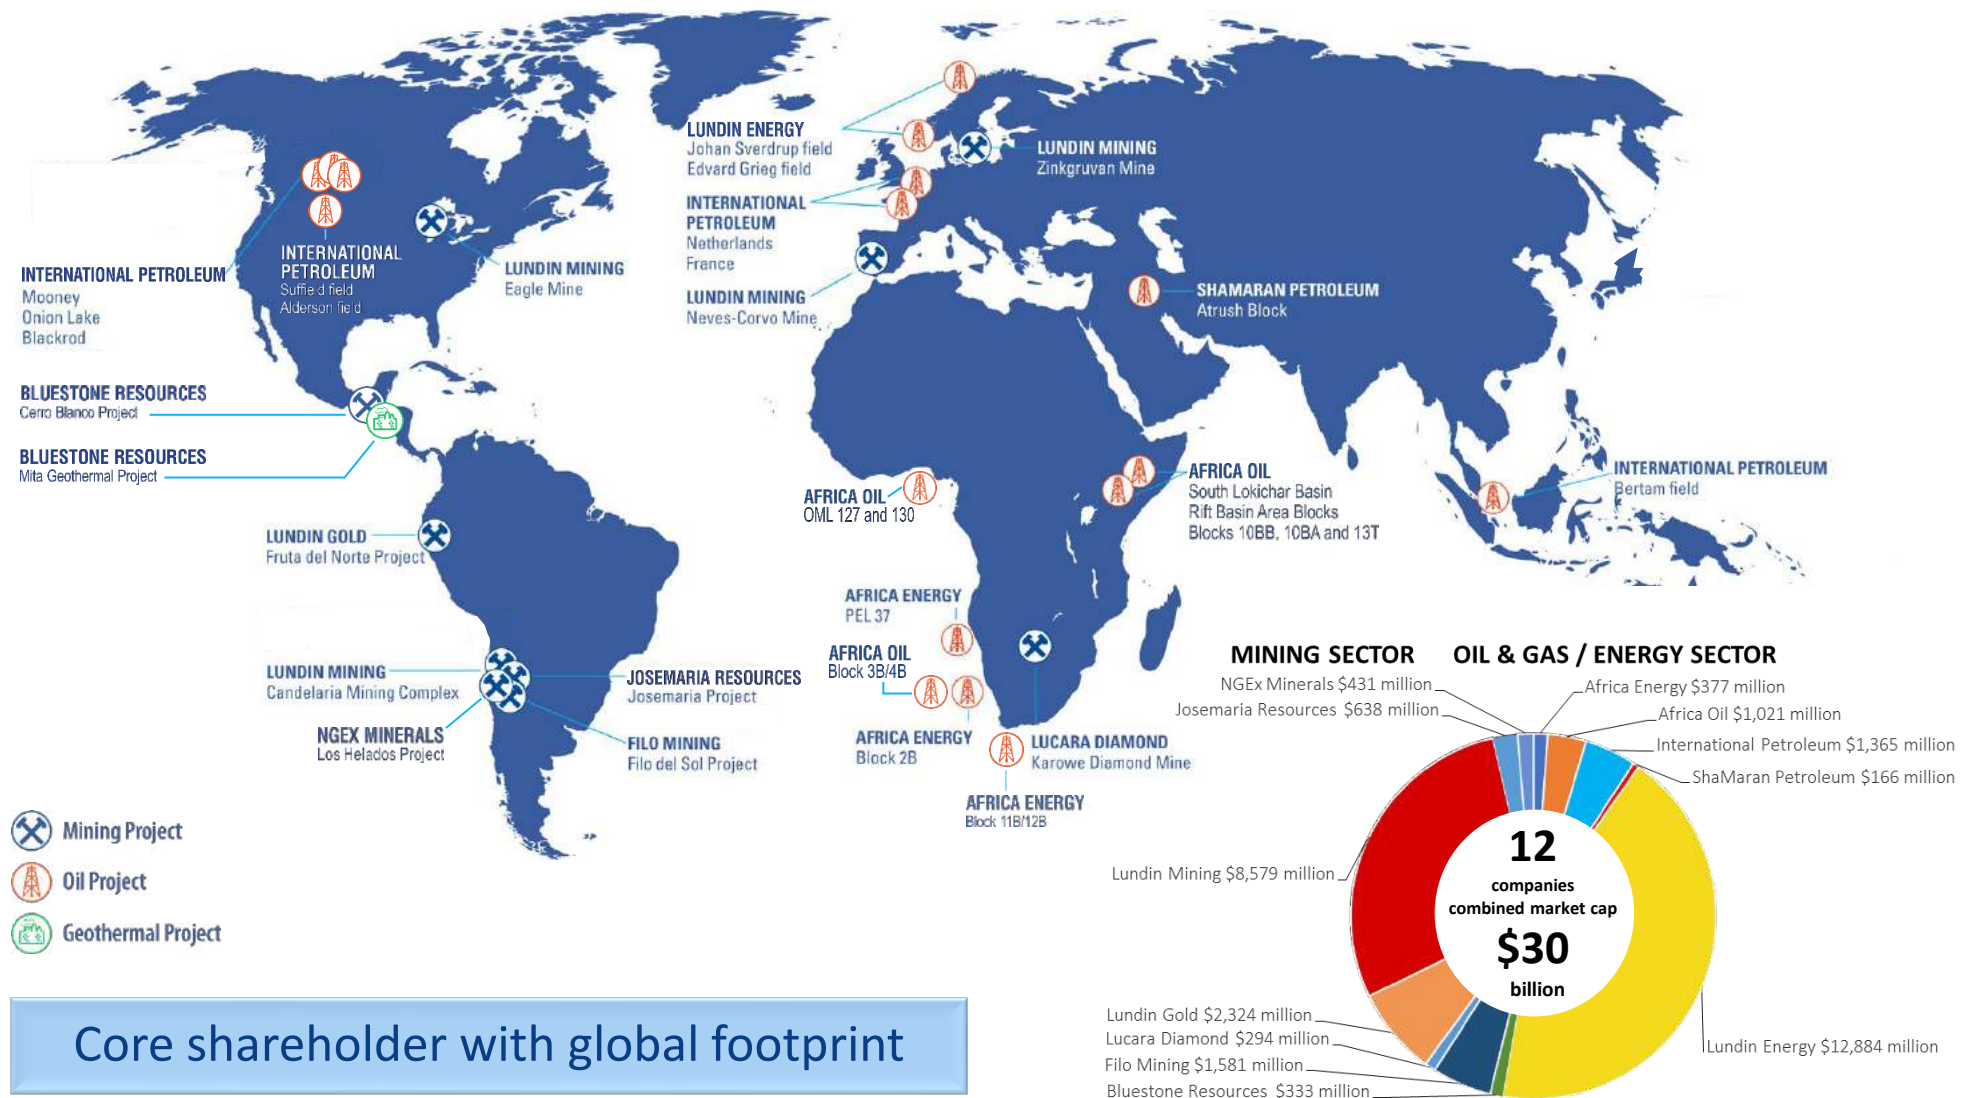 LUNDIN ENERGY
Johan Sverdrup field
Edvard Grieg field
LUNDIN MINING
Zinkgruvan Mine
INTERNATIONAL
PETROLEUM
Netherlands
France
INTERNATIONAL PETROLEUM
Mooney
Onion Lake
Blackrod
INTERNATIONAL
PETROLEUM
Suffield field
Alderson field
LUNDIN MINING
Eagle Mine
LUNDIN MINING
Neves-Corvo Mine
SHAMARAN PETROLEUM
Atrush Block
BLUESTONE RESOURCES
Cerro Blanco Project
BLUESTONE RESOURCES
Mita Geothermal Project
AFRICA OIL
OML 127 and 130
AFRICA OIL
South Lokichar Basin
Rift Basin Area Blocks
Blocks 10BB, 10BA and 13T
INTERNATIONAL PETROLEUM
Bertam field
LUNDIN GOLD
Fruta del Norte Project
AFRICA ENERGY
PEL 37
AFRICA OIL
Block 3B/4B
LUNDIN MINING
Candelaria Mining Complex
JOSEMARIA RESOURCES
Josemaria Project
NGEX MINERALS
Los Helados Project
FILO MINING
Filo del Sol Project
AFRICA ENERGY
Block 2B
LUCARA DIAMOND
Karowe Diamond Mine
AFRICA ENERGY
Block 11B/12B
Mining Project
Oil Project
Geothermal Project
Core shareholder with global footprint
MINING SECTOR
OIL & GAS / ENERGY SECTOR
NGEx Minerals $431 million
Josemaria Resources $638 million
Africa Energy $377 million
Africa Oil $1,021 million
International Petroleum $1,365 million
ShaMaran Petroleum $166 million
Lundin Mining $8,579 million
12
companies
combined market cap
$30
billion
Lundin Gold $2,324 million
Lucara Diamond $294 million
Filo Mining $1,581 million
Bluestone Resources $333 million
Lundin Energy $12,884 million